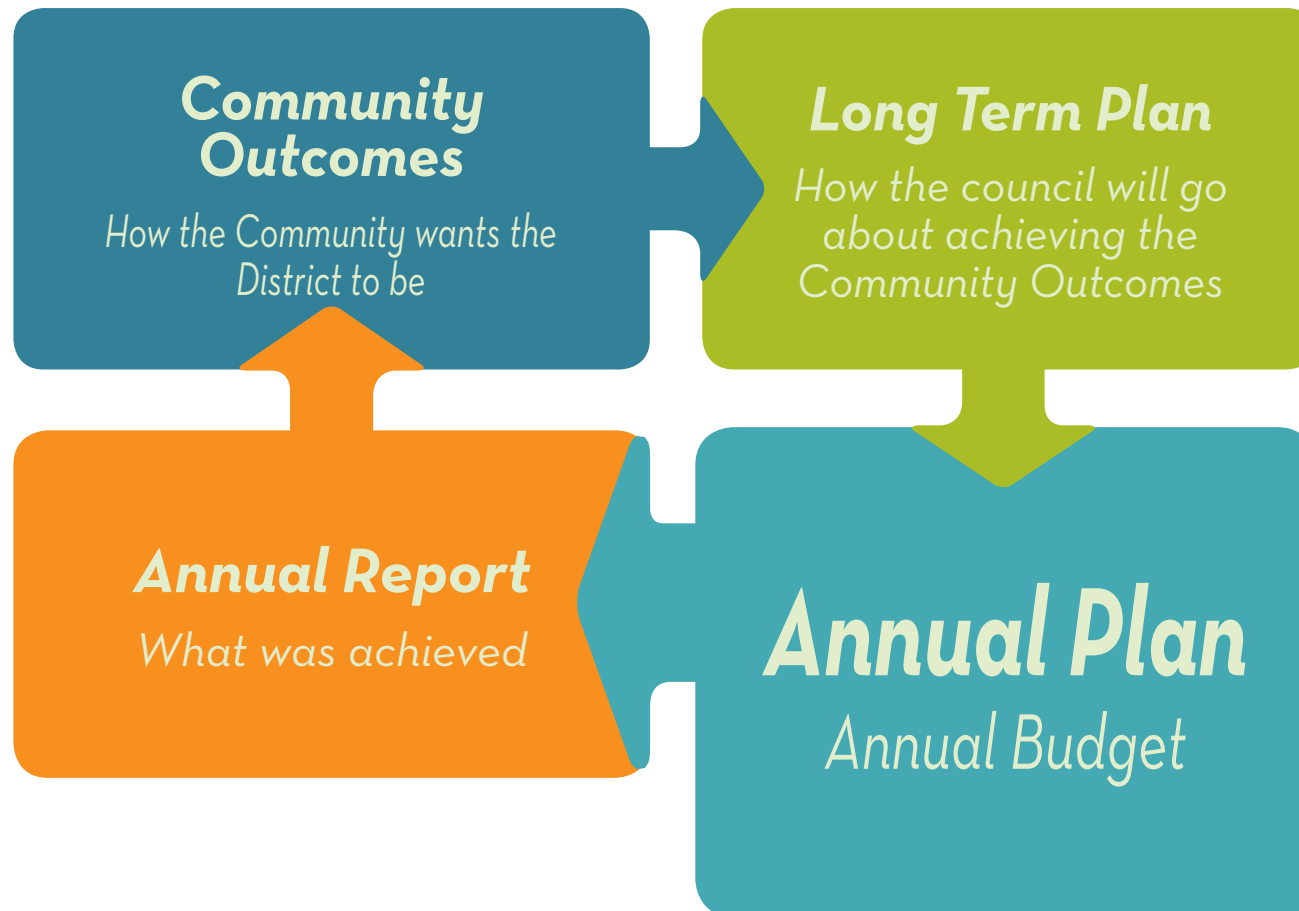 Community
Outcomes
How the Community wants the
District to be
Long Term Plan
How the council will go
about achieving the
Community Outcomes
Annual Report
What was achieved
Annual Plan
Annual Budget